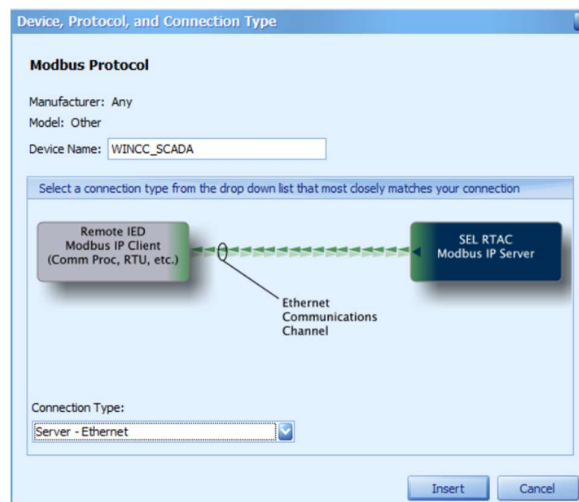 Device, Protocol, and Connection Type
Modbus Protocol
Manufacturer: Any
Model: Other
Device Name: WINCC_SCADA
Select a connection type from the drop down list that most closely matches your connection
Remote IED
Modbus IP Client
(Comm Proc, RTU, etc.)
SEL RTAC
Modbus IP Server
Ethernet
Communications
Channel
Connection Type:
Server - Ethernet
Insert Cancel